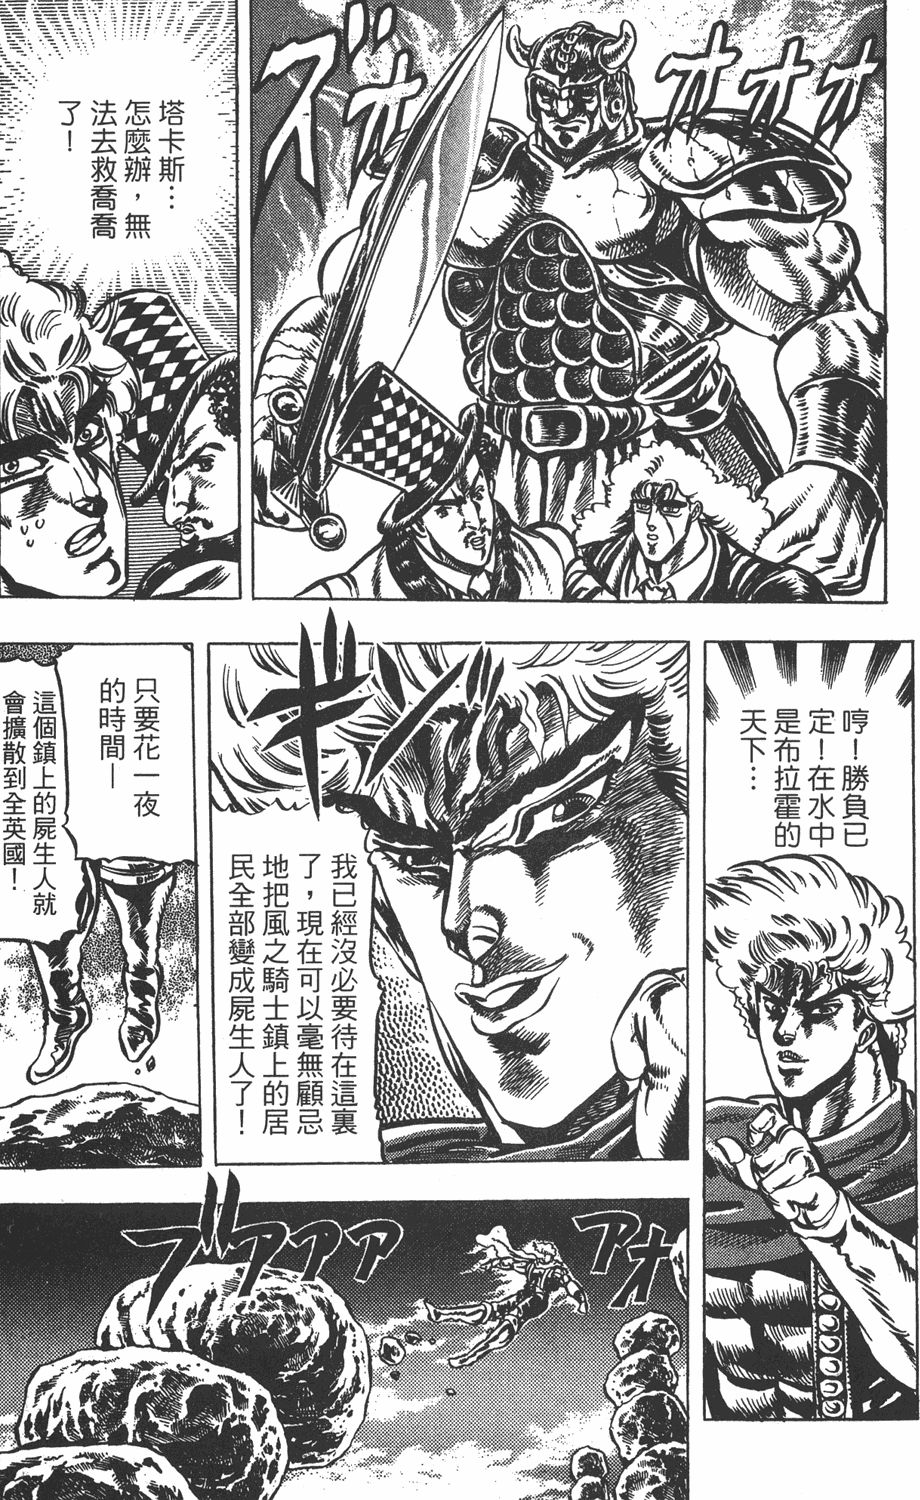 ズオオオオ
塔卡斯…
怎麼辦,無
法去救喬喬
了!
哼!勝負已
定!在水中
是布拉霍的
天下…
ギンッ
我已經沒必要待在這裏
了,現在可以毫無顧忌
地把風之騎士鎮上的居
民全部變成屍生人了!
只要花一夜
的時間—
這個鎮上的屍生人就
會擴散到全英國!
ブアアアアオ